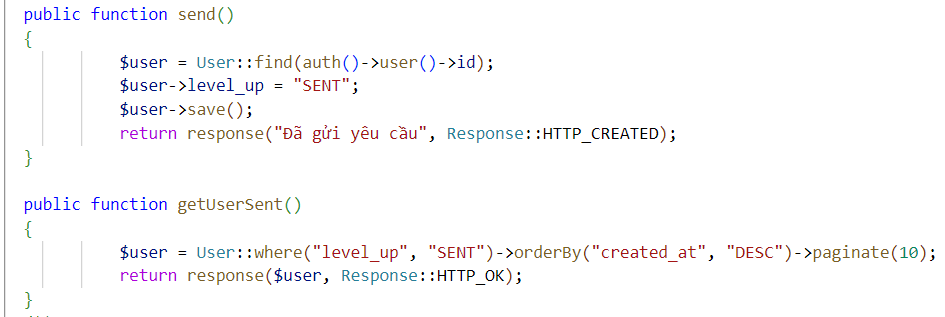 public function send()
{
$user = User::find(auth()->user()->id);
$user->level_up = "SENT";
$user->save();
return response("Đã gửi yêu cầu", Response::HTTP_CREATED);
}
public function getUserSent()
{
$user = User::where("level_up", "SENT")->orderBy("created_at", "DESC")->paginate(10);
return response($user, Response::HTTP_OK);
}